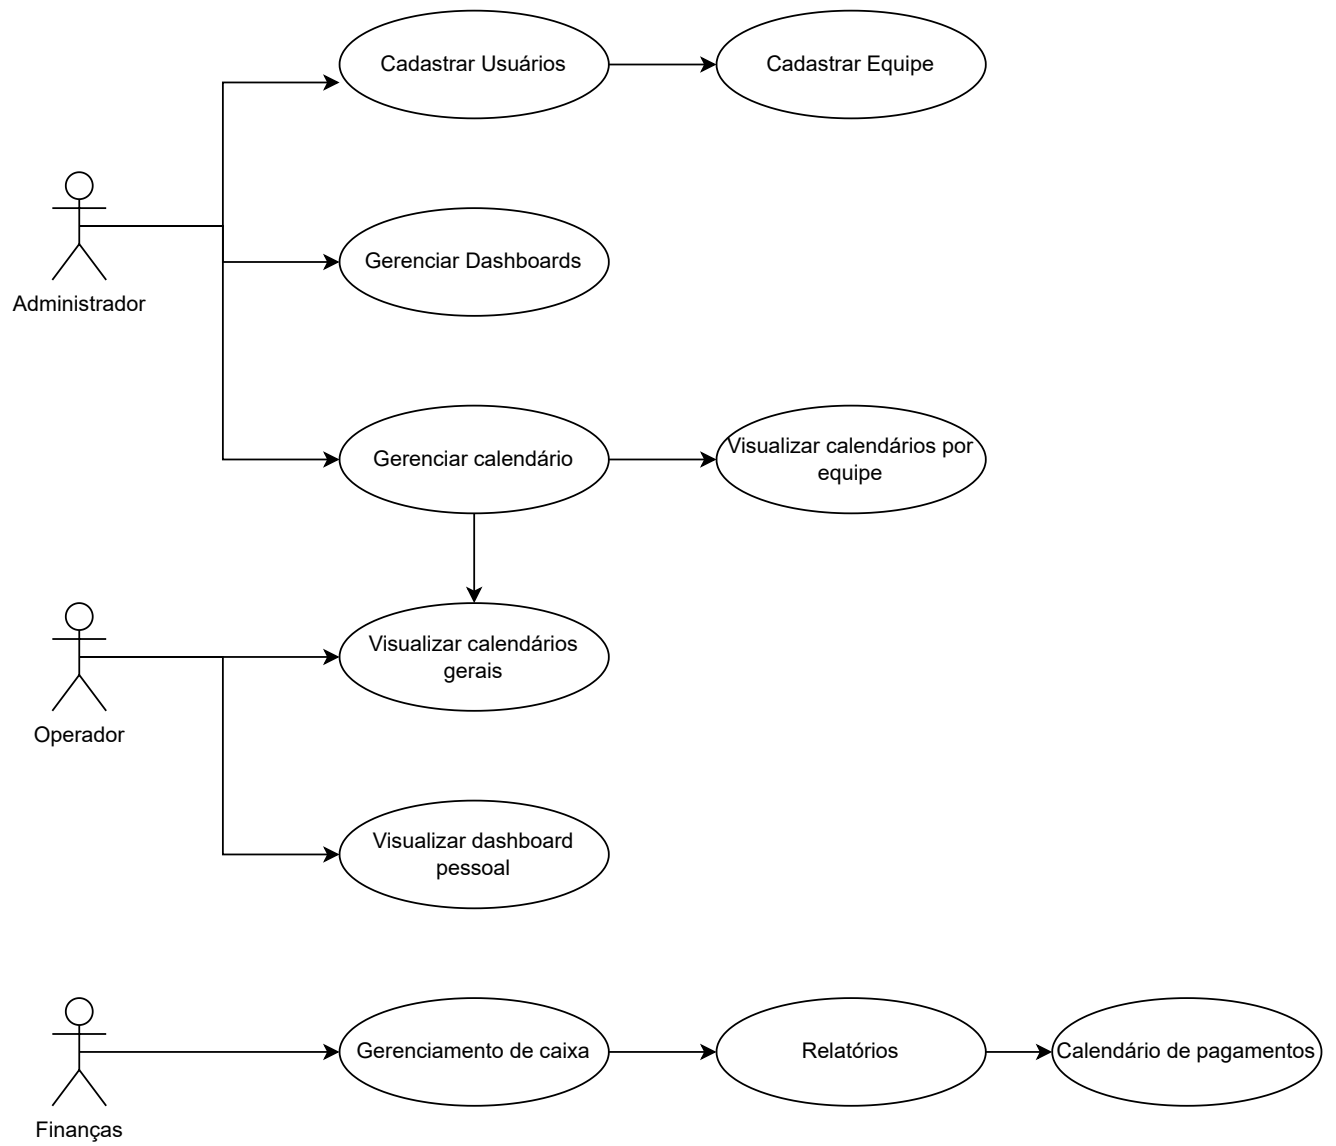 Cadastrar Usuários
Cadastrar Equipe
Administrador
Gerenciar Dashboards
Gerenciar calendário
Visualizar calendários por
equipe
Operador
Visualizar calendários
gerais
Visualizar dashboard
pessoal
Finanças
Gerenciamento de caixa
Relatórios
Calendário de pagamentos